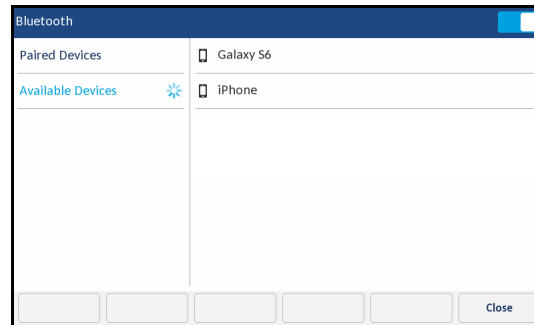 Bluetooth
Paired Devices
Available Devices
Galaxy S6
iPhone
Close